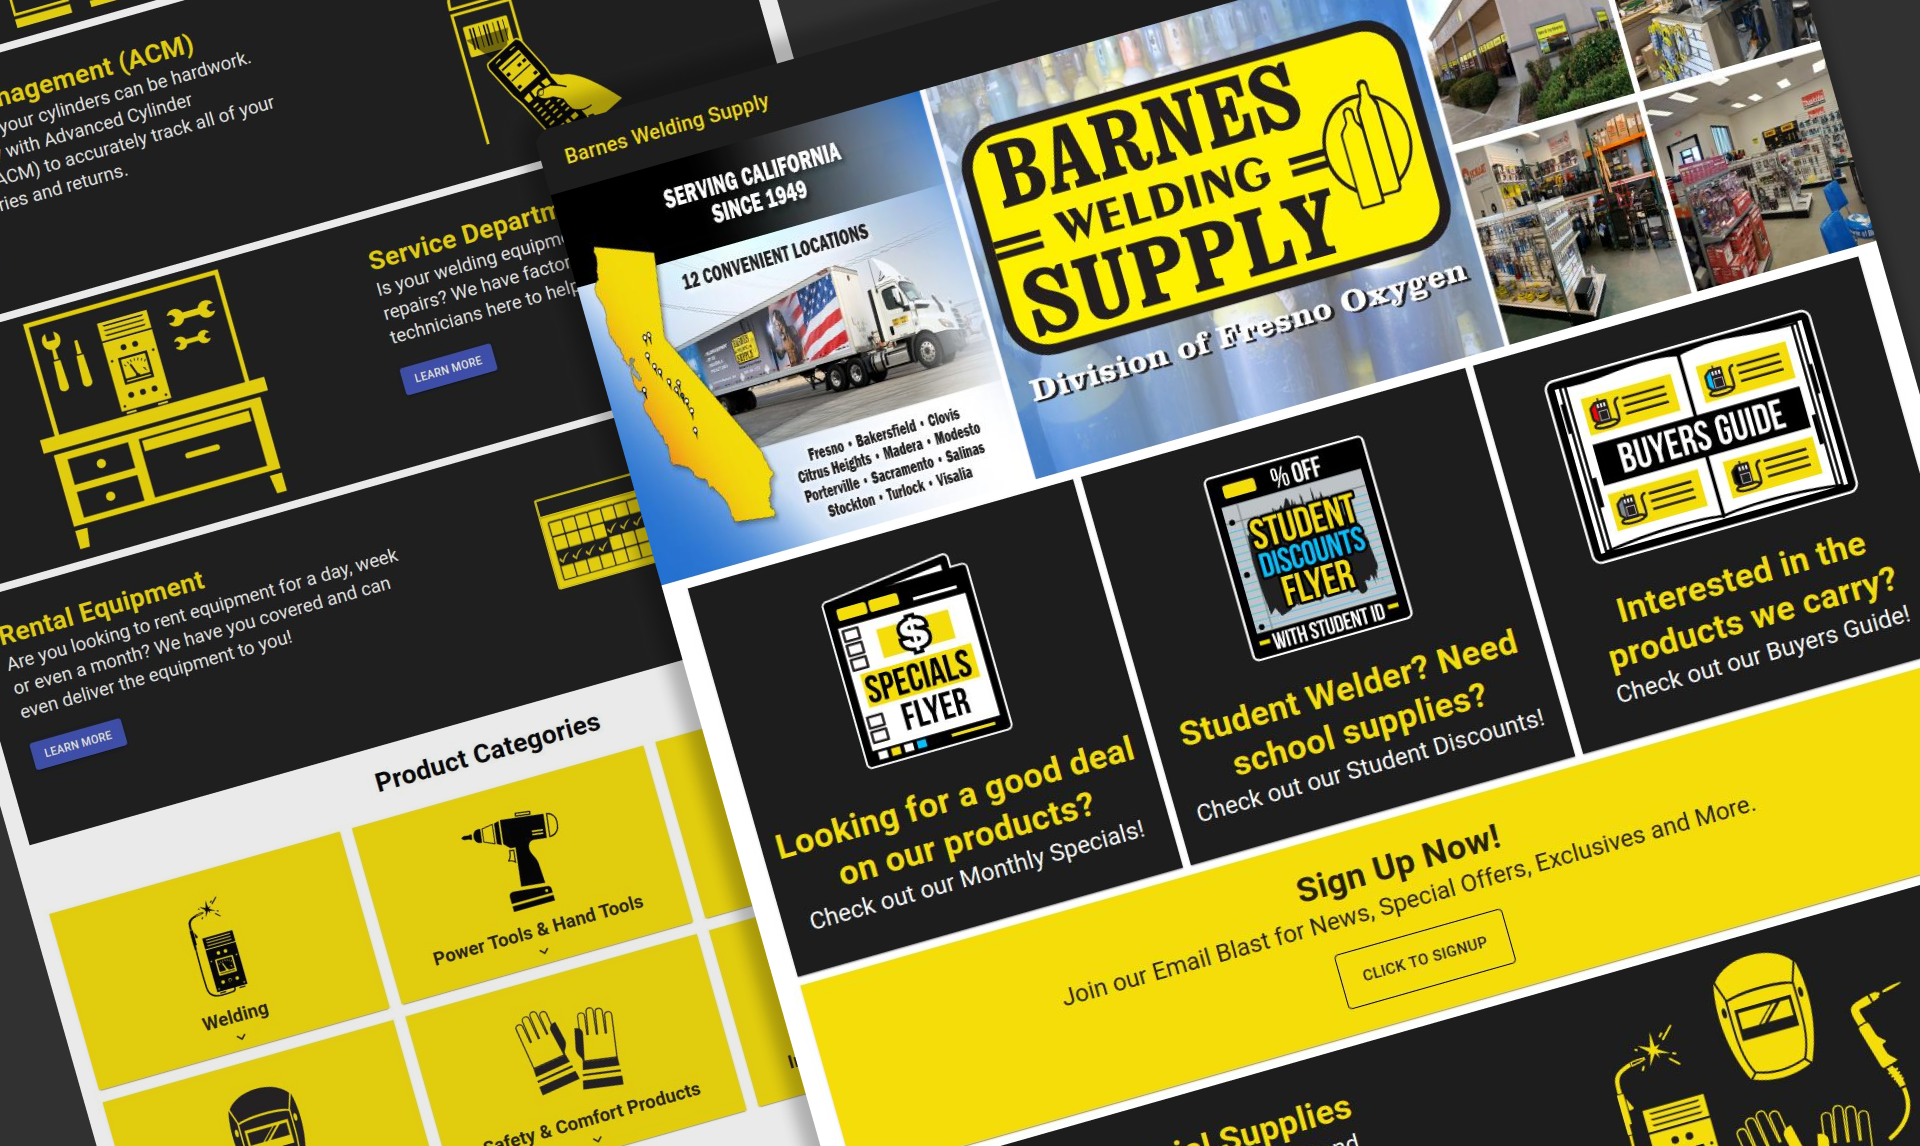 nagement (ACM)
your cylinders can be hardwork.
with Advanced Cylinder
ACM) to accurately track all of your
ries and returns.
Service Departm
Is your welding equipm
repairs? We have factor
technicians here to help
LEARN MORE
Rental Equipment
Are you looking to rent equipment for a day, week
or even a month? We have you covered and can
even deliver the equipment to you!
LEARN MORE
Product Categories
Welding
Power Tools & Hand Tools
Safety & Comfort Products
Barnes Welding Supply
SERVING CALIFORNIA
SINCE 1949
12 CONVENIENT LOCATIONS
Fresno • Bakersfield • Clovis
Citrus Heights • Madera • Modesto
Porterville • Sacramento • Salinas
Stockton • Turlock • Visalia
BARNES
WELDING
SUPPLY
Division of Fresno Oxygen
$
SPECIALS
FLYER
Looking for a good deal
on our products?
Check out our Monthly Specials!
% OFF
STUDENT
DISCOUNTS
FLYER
WITH STUDENT ID
Student Welder? Need
school supplies?
Check out our Student Discounts!
BUYERS GUIDE
Interested in the
products we carry?
Check out our Buyers Guide!
Sign Up Now!
Join our Email Blast for News, Special Offers, Exclusives and More.
CLICK TO SIGNUP
ial Supplies
nd